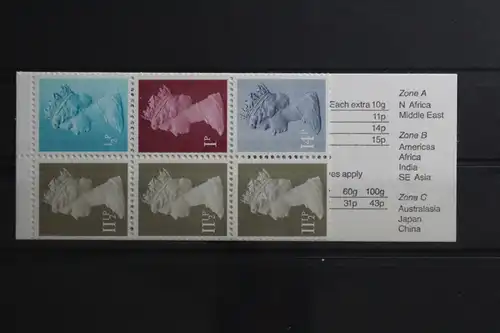 ½P
1P
14P
11½P
11½P
11½P
Each extra 10g
11p
14p
15p
es apply
60g 100g
31p 43p
Zone A
N Africa
Middle East
Zone B
Americas
Africa
India
SE Asia
Zone C
Australasia
Japan
China